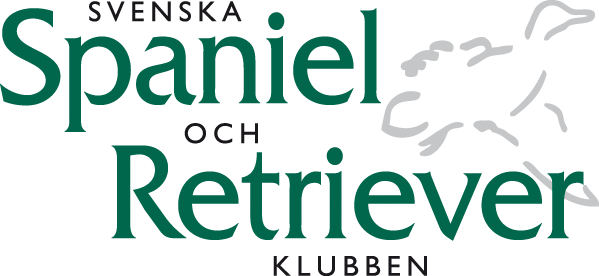 SVENSKA
Spaniel
OCH
Retriever
KLUBBEN